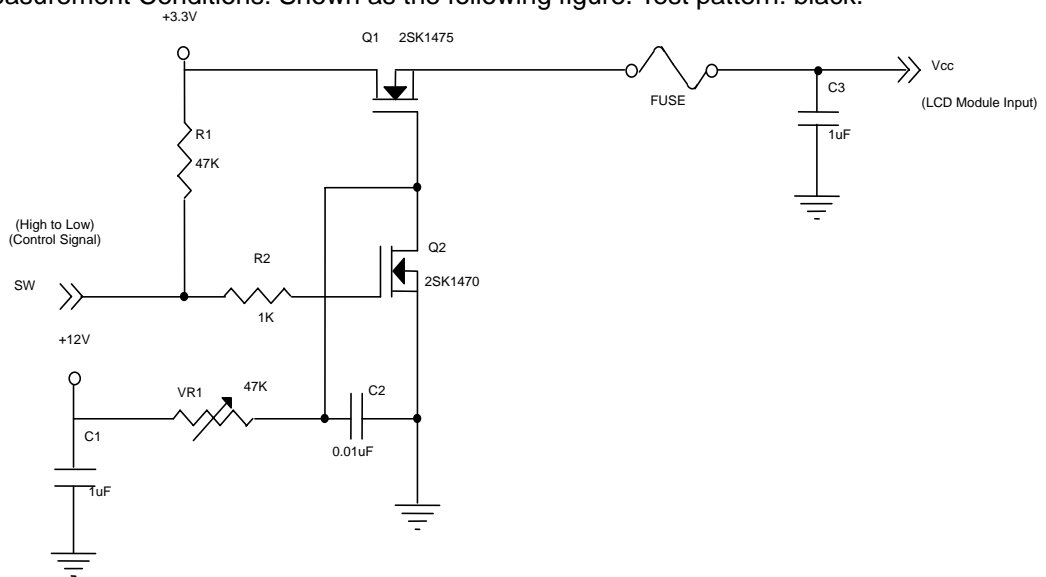 asurement Conditions: Shown as the following figure. Test pattern: black.
+3.3V
Q1 2SK1475
Vcc
FUSE
C3
(LCD Module Input)
R1
1uF
47K
(High to Low)
(Control Signal)
Q2
R2
2SK1470
SW
1K
+12V
VR1
47K
C2
C1
0.01uF
1uF